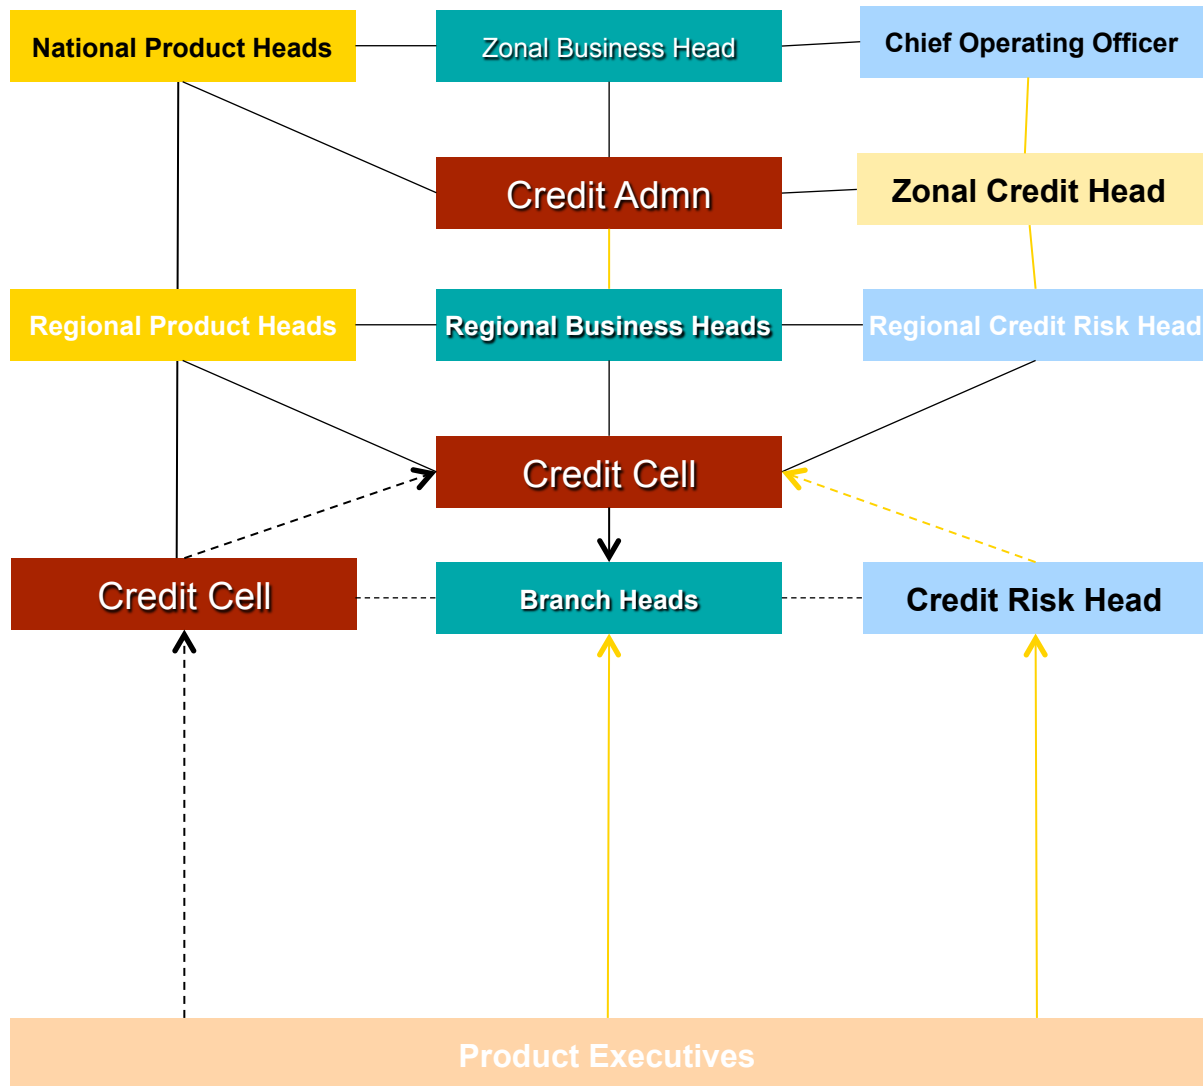 National Product Heads
Zonal Business Head
Chief Operating Officer
Credit Admn
Zonal Credit Head
Regional Product Heads
Regional Business Heads
Regional Credit Risk Head
Credit Cell
Credit Cell
Branch Heads
Credit Risk Head
Product Executives